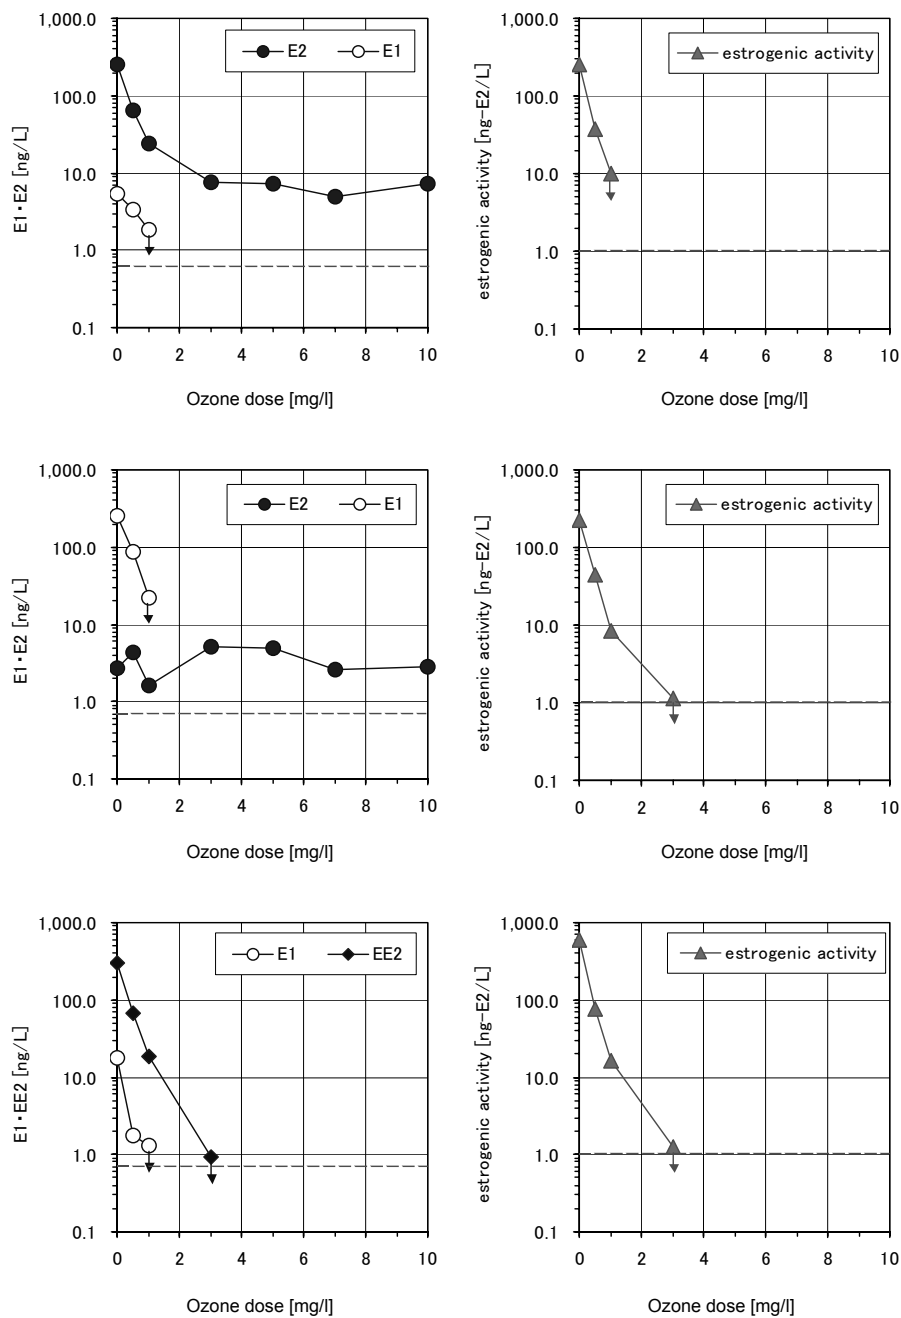 1,000.0
100.0
10.0
1.0
0.1
E1・E2 [ng/L]
E2 E1
0 2 4 6 8 10
Ozone dose [mg/l]
1,000.0
100.0
10.0
1.0
0.1
estrogenic activity [ng-E2/L]
estrogenic activity
0 2 4 6 8 10
Ozone dose [mg/l]
1,000.0
100.0
10.0
1.0
0.1
E1・E2 [ng/L]
E2 E1
0 2 4 6 8 10
Ozone dose [mg/l]
1,000.0
100.0
10.0
1.0
0.1
estrogenic activity [ng-E2/L]
estrogenic activity
0 2 4 6 8 10
Ozone dose [mg/l]
1,000.0
100.0
10.0
1.0
0.1
E1・EE2 [ng/L]
E1 EE2
0 2 4 6 8 10
Ozone dose [mg/l]
1,000.0
100.0
10.0
1.0
0.1
estrogenic activity [ng-E2/L]
estrogenic activity
0 2 4 6 8 10
Ozone dose [mg/l]